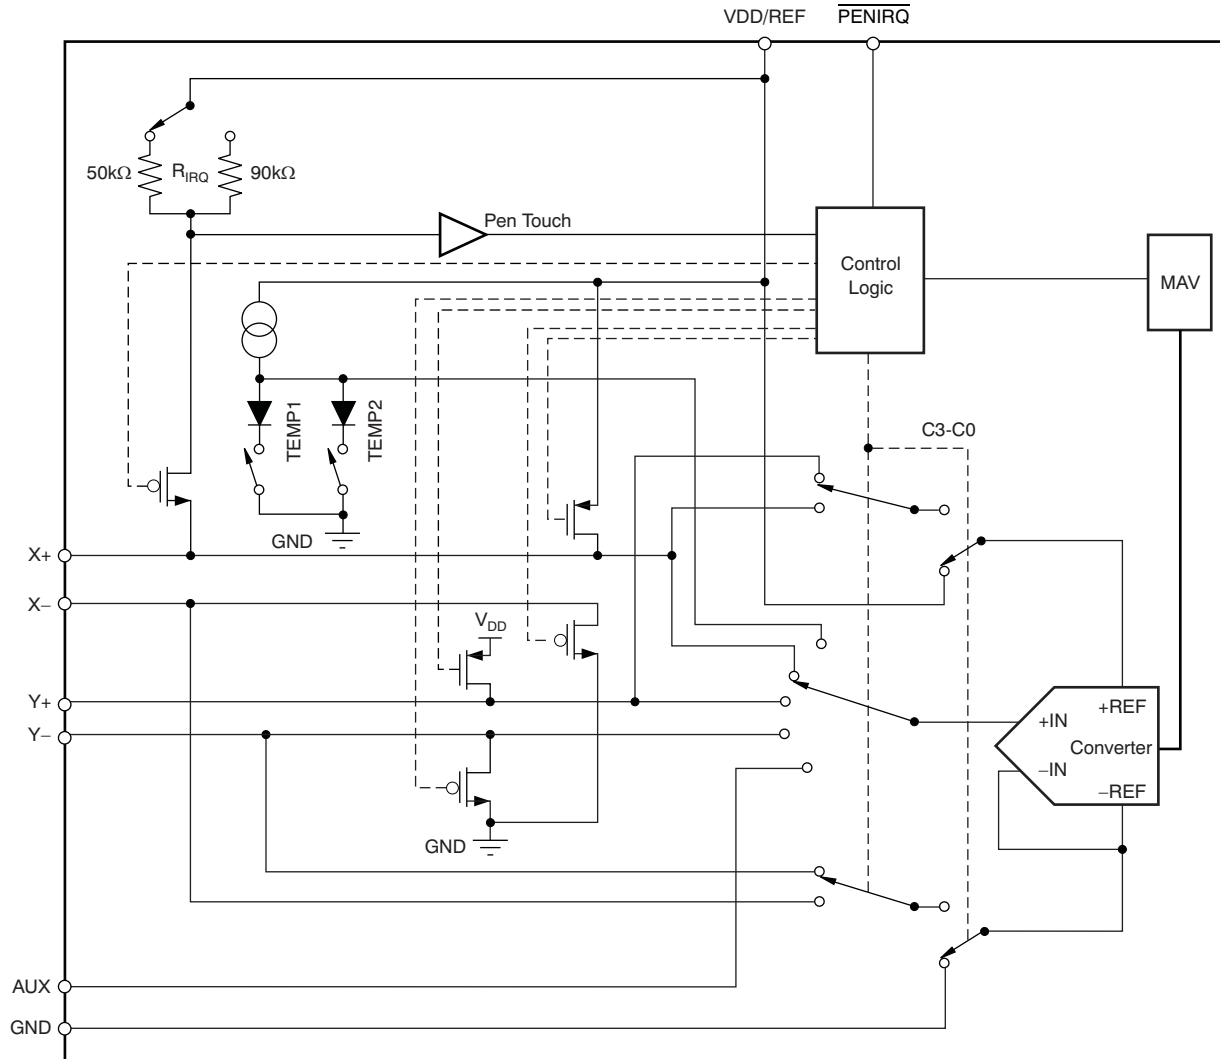 VDD/REF
PENIRQ
50kΩ
RIRQ
90kΩ
Pen Touch
Control
Logic
MAV
TEMP1
TEMP2
C3-C0
GND
X+
X−
VDD
Y+
Y−
+IN
+REF
Converter
−IN
−REF
GND
AUX
GND